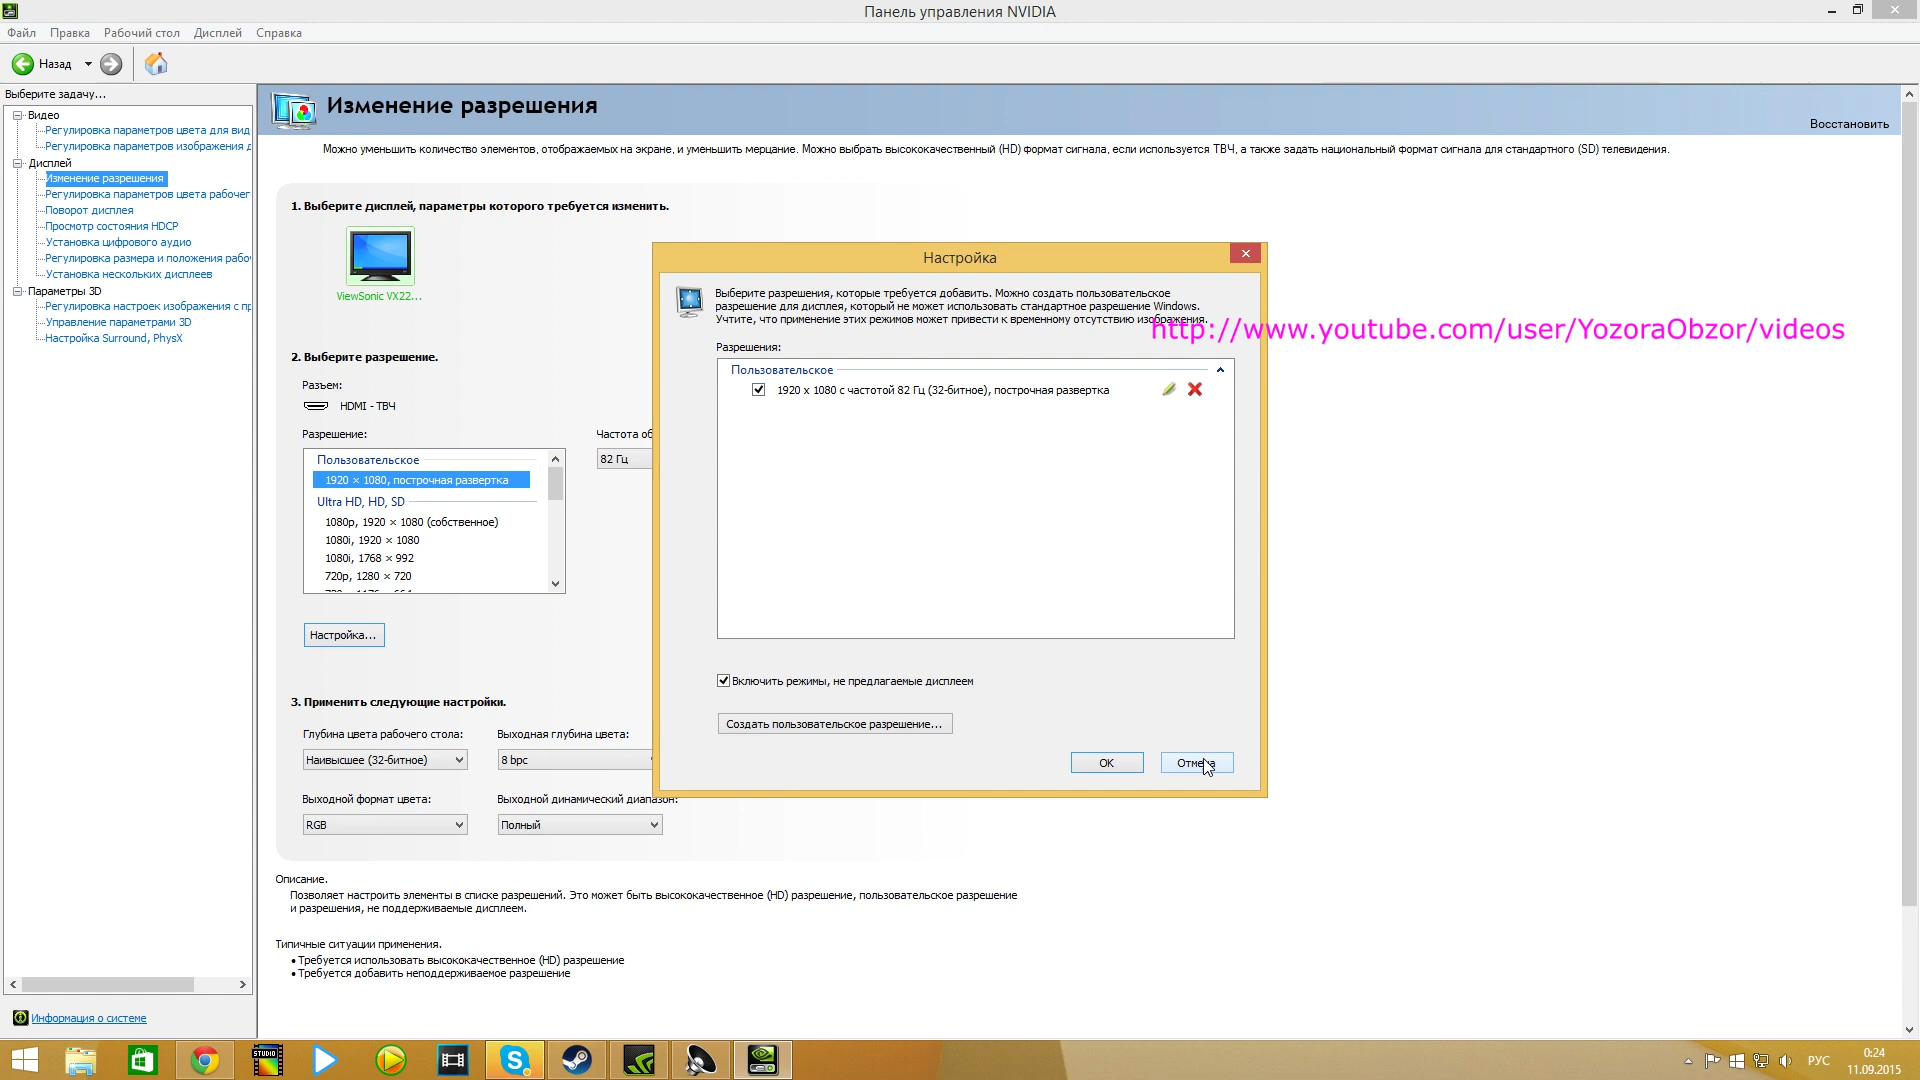 Панель управления NVIDIA
Файл Правка Рабочий стол Дисплей Справка
Назад
Выберите задачу...
Видео
Регулировка параметров цвета для вид
Регулировка параметров изображения д
Дисплей
Изменение разрешения
Регулировка параметров цвета рабочег
Поворот дисплея
Просмотр состояния HDCP
Установка цифрового аудио
Регулировка размера и положения рабо
Установка нескольких дисплеев
Параметры 3D
Регулировка настроек изображения с пр
Управление параметрами 3D
Настройка Surround, PhysX
Информация о системе
Изменение разрешения
Восстановить
Можно уменьшить количество элементов, отображаемых на экране, и уменьшить мерцание. Можно выбрать высококачественный (HD) формат сигнала, если используется ТВЧ, а также задать национальный формат сигнала для стандартного (SD) телевидения.
1. Выберите дисплей, параметры которого требуется изменить.
ViewSonic VX22...
2. Выберите разрешение.
Разъем:
HDMI - ТВЧ
Разрешение:
Частота об
82 Гц
Пользовательское
1920 × 1080, построчная развертка
Ultra HD, HD, SD
1080p, 1920 × 1080 (собственное)
1080i, 1920 × 1080
1080i, 1768 × 992
720p, 1280 × 720
Настройка...
3. Применить следующие настройки.
Глубина цвета рабочего стола:
Выходная глубина цвета:
Наивысшее (32-битное)
8 bpc
Выходной формат цвета:
Выходной динамический диапазон:
RGB
Полный
Описание.
Позволяет настроить элементы в списке разрешений. Это может быть высококачественное (HD) разрешение, пользовательское разрешение
и разрешения, не поддерживаемые дисплеем.
Типичные ситуации применения.
• Требуется использовать высококачественное (HD) разрешение
• Требуется добавить неподдерживаемое разрешение
Настройка
Выберите разрешения, которые требуется добавить. Можно создать пользовательское
разрешение для дисплея, который не может использовать стандартное разрешение Windows.
Учтите, что применение этих режимов может привести к временному отсутствию изображения.
http://www.youtube.com/user/YozoraObzor/videos
Разрешения:
Пользовательское
1920 x 1080 с частотой 82 Гц (32-битное), построчная развертка
Включить режимы, не предлагаемые дисплеем
Создать пользовательское разрешение...
OK
Отмена
STUDIO
РУС
0:24
11.09.2015